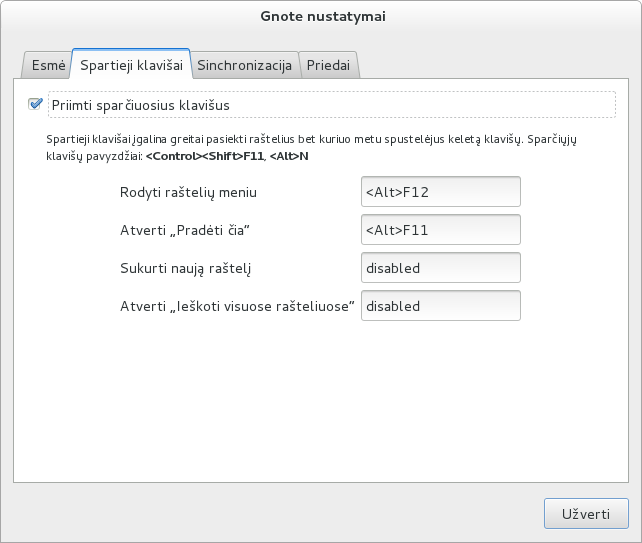 Gnote nustatymai
Esmė Spartieji klavišai Sinchronizacija Priedai
Priimti sparčiuosius klavišus
Spartieji klavišai įgalina greitai pasiekti raštelius bet kuriuo metu spustelėjus keletą klavišų. Sparčiųjų
klavišų pavyzdžiai: <Control><Shift>F11, <Alt>N
Rodyti raštelių meniu <Alt>F12
Atverti „Pradėti čia“ <Alt>F11
Sukurti naują raštelį disabled
Atverti „Ieškoti visuose rašteliuose“ disabled
Užverti